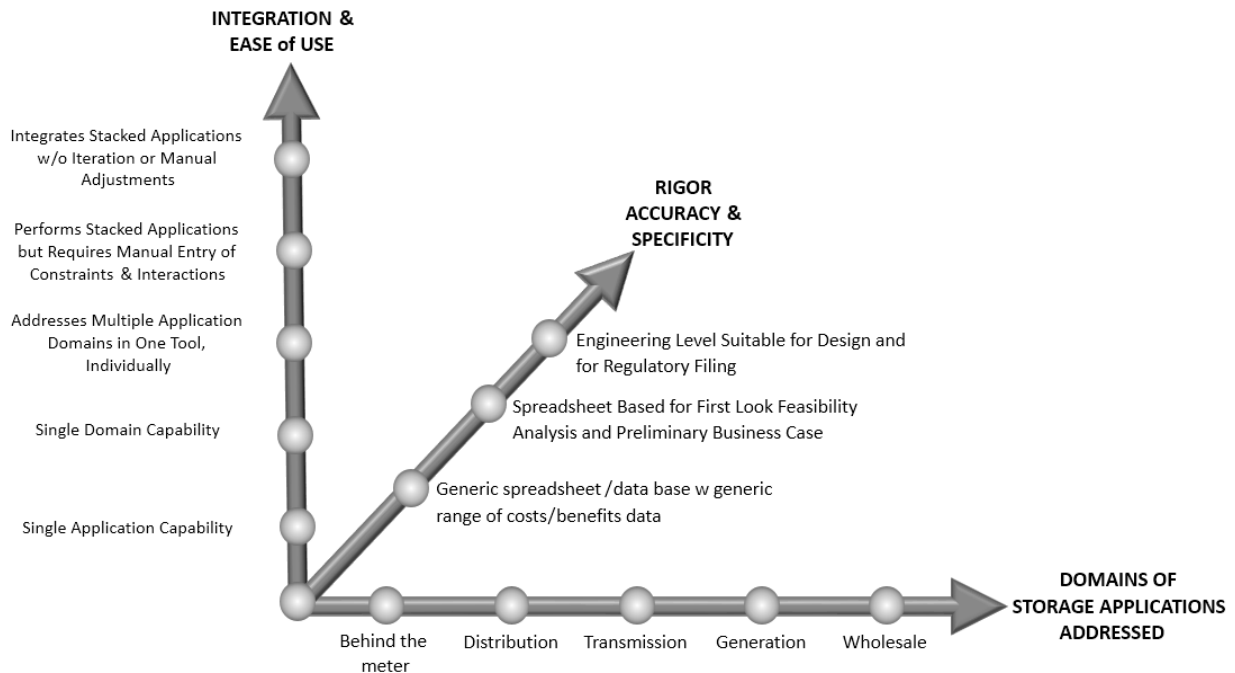 INTEGRATION &
EASE of USE
Integrates Stacked Applications
w/o Iteration or Manual
Adjustments
Performs Stacked Applications
but Requires Manual Entry of
Constraints & Interactions
Addresses Multiple Application
Domains in One Tool,
Individually
Single Domain Capability
Single Application Capability
RIGOR
ACCURACY &
SPECIFICITY
Engineering Level Suitable for Design and
for Regulatory Filing
Spreadsheet Based for First Look Feasibility
Analysis and Preliminary Business Case
Generic spreadsheet /data base w generic
range of costs/benefits data
Behind the
meter
Distribution
Transmission
Generation
Wholesale
DOMAINS OF
STORAGE APPLICATIONS
ADDRESSED